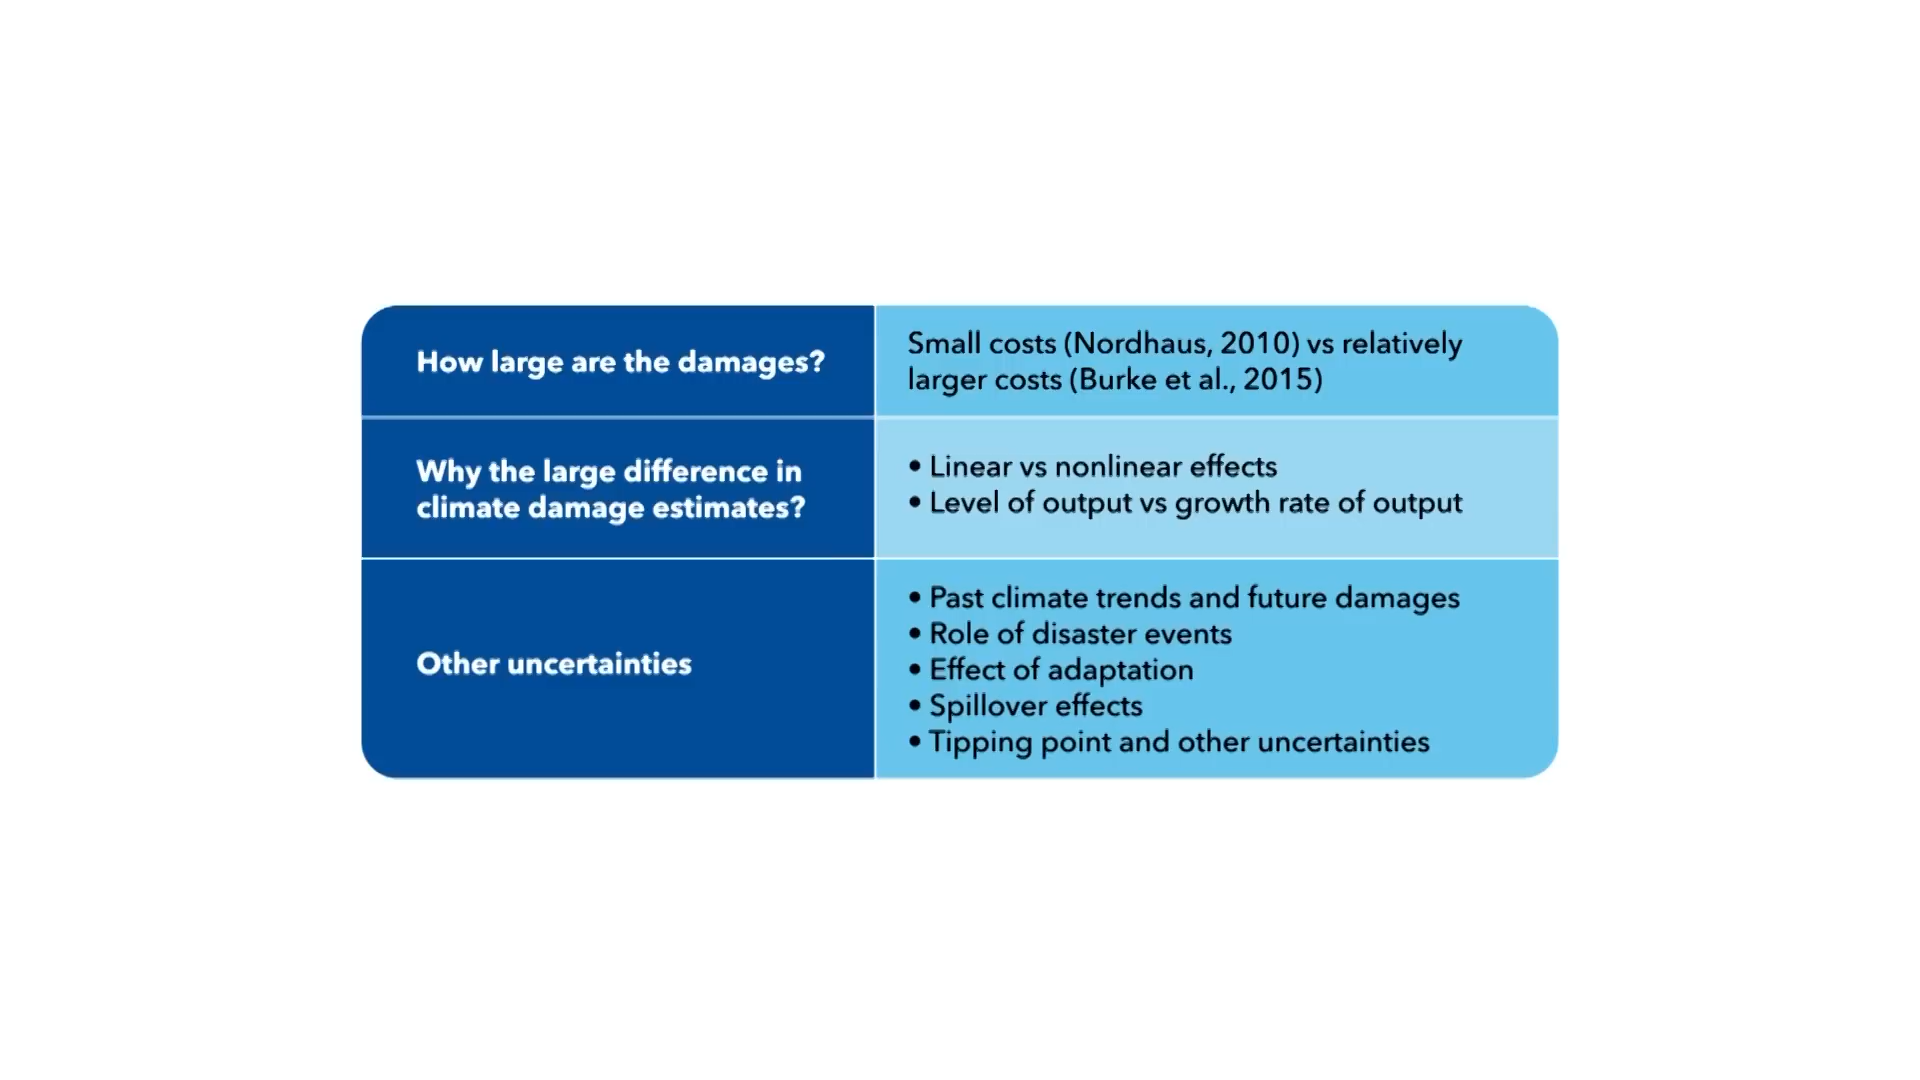 How large are the damages?
Small costs (Nordhaus, 2010) vs relatively
larger costs (Burke et al., 2015)
Why the large difference in
climate damage estimates?
• Linear vs nonlinear effects
• Level of output vs growth rate of output
Other uncertainties
• Past climate trends and future damages
• Role of disaster events
• Effect of adaptation
• Spillover effects
• Tipping point and other uncertainties